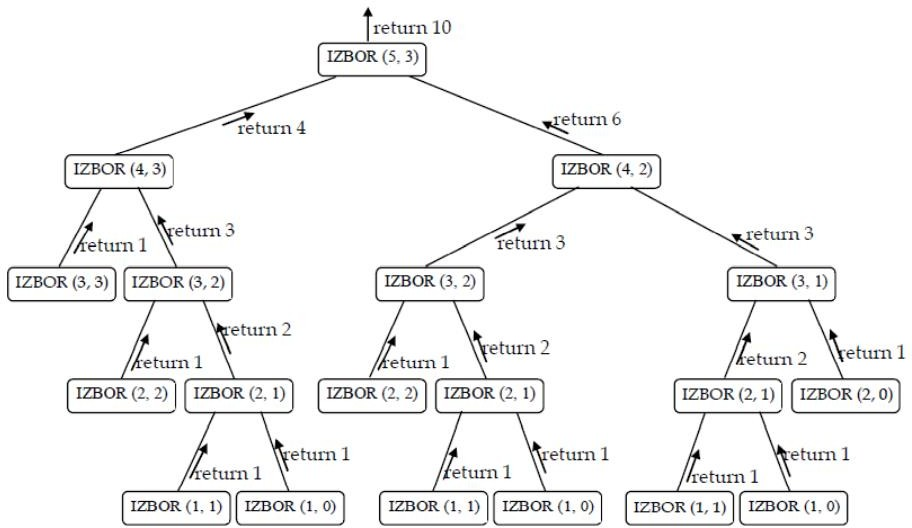 return 10
IZBOR (5, 3)
return 4
return 6
IZBOR (4, 3)
IZBOR (4, 2)
return 1
return 3
return 3
return 3
IZBOR (3, 3)
IZBOR (3, 2)
IZBOR (3, 2)
IZBOR (3, 1)
return 1
return 2
return 1
return 2
return 2
return 1
IZBOR (2, 2)
IZBOR (2, 1)
IZBOR (2, 2)
IZBOR (2, 1)
IZBOR (2, 1)
IZBOR (2, 0)
return 1
return 1
return 1
return 1
return 1
return 1
IZBOR (1, 1)
IZBOR (1, 0)
IZBOR (1, 1)
IZBOR (1, 0)
IZBOR (1, 1)
IZBOR (1, 0)